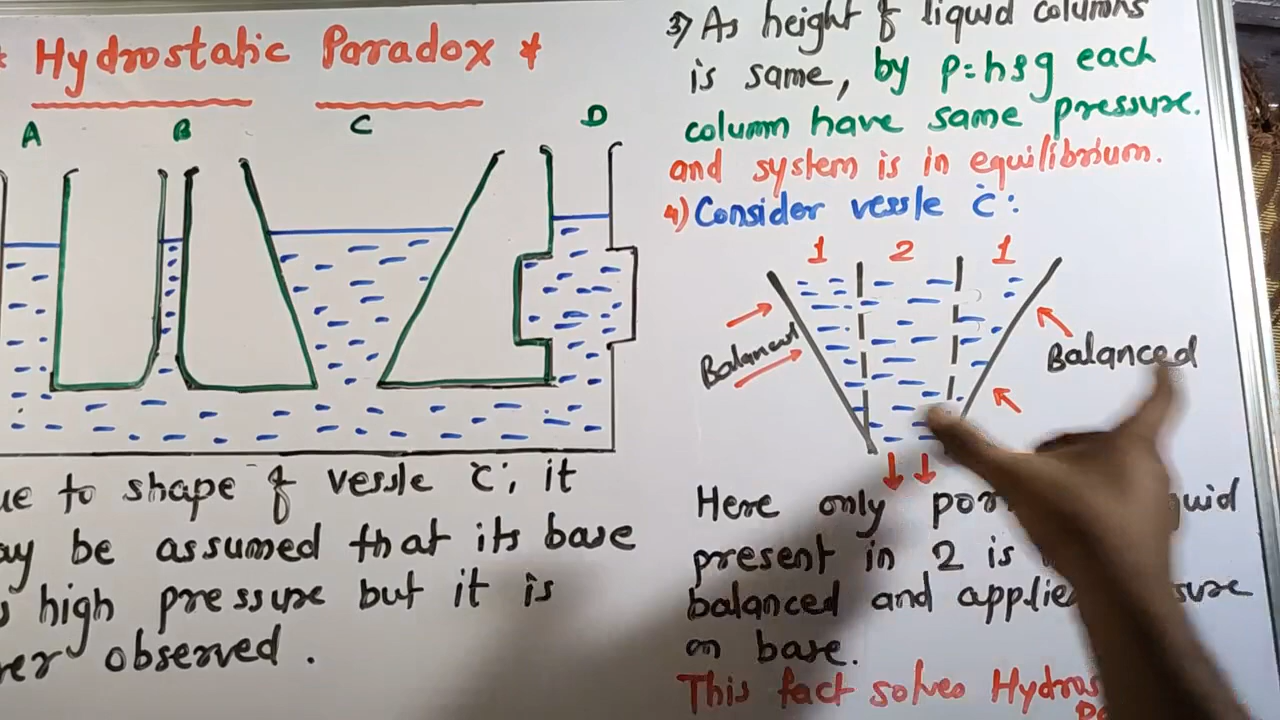 * Hydrostatic Paradox *
A B C D
ue to shape of vessle 'C', it
ay be assumed that its base
s high pressure but it is
er observed.
3) As height of liquid columns
is same, by p=hρg each
column have same pressure.
and system is in equilibrium.
4) Consider vessle 'C':
1 2 1
Balanced
Balanced
Here only por quid
present in 2 is
balanced and applie sure
on base.
This fact solves Hydros